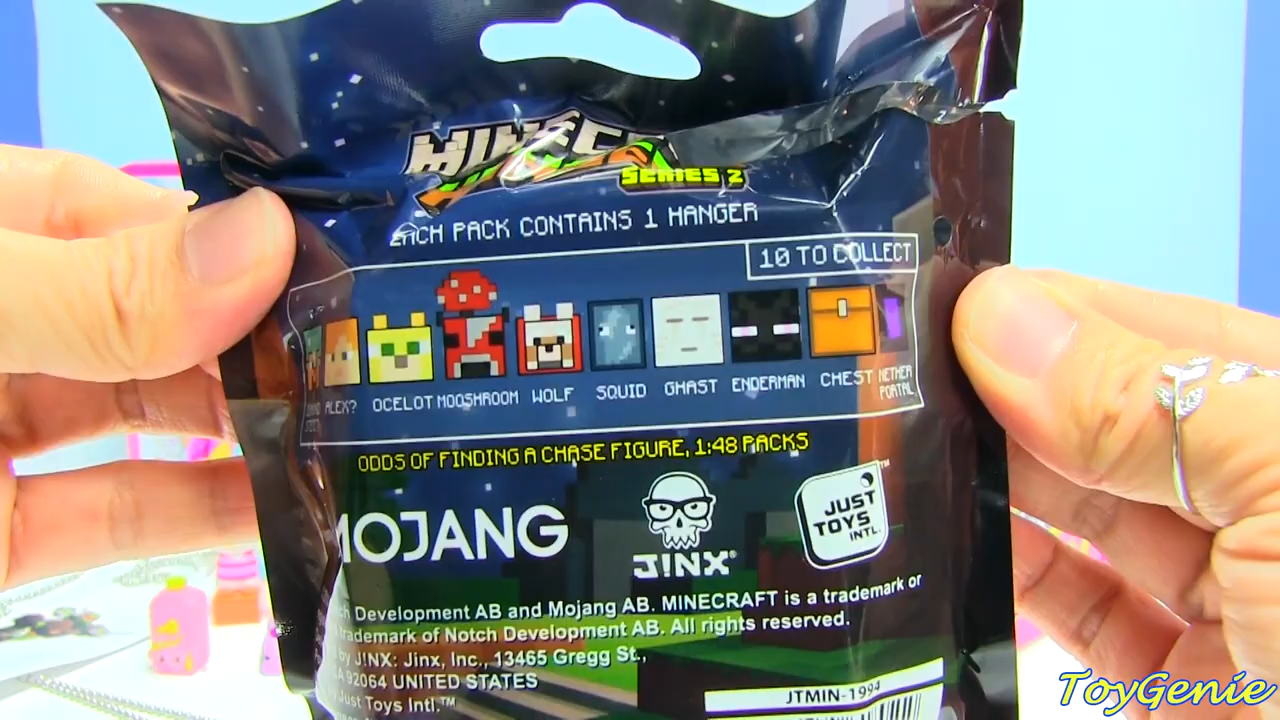 MINEC
SERIES 2
EACH PACK CONTAINS 1 HANGER
10 TO COLLECT
ALEX?
OCELOT
MOOSHROOM
WOLF
SQUID
GHAST
ENDERMAN
CHEST
NETHER
PORTAL
ODDS OF FINDING A CHASE FIGURE, 1:48 PACKS
MOJANG
J!NX®
JUST
TOYS
INTL.™
ch Development AB and Mojang AB. MINECRAFT is a trademark or
trademark of Notch Development AB. All rights reserved.
by J!NX: Jinx, Inc., 13465 Gregg St.,
A 92064 UNITED STATES
Just Toys Intl.™
JTMIN-1994
ToyGenie